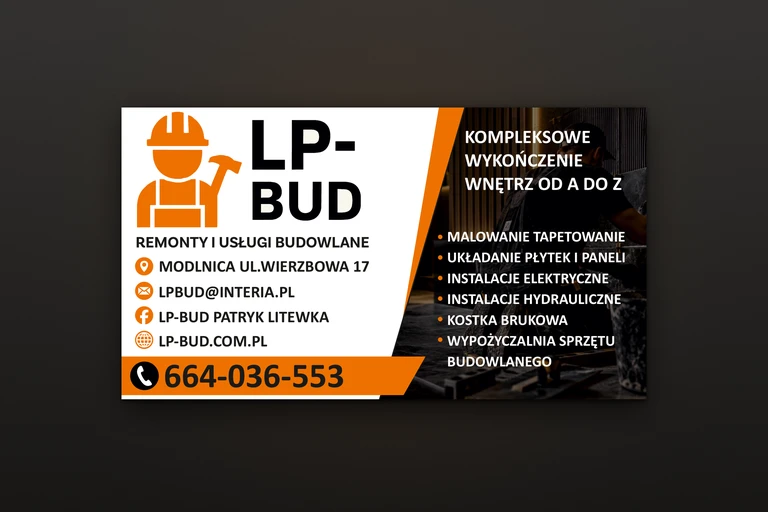 LP-
BUD
REMONTY I USŁUGI BUDOWLANE
MODLNICA UL.WIERZBOWA 17
LPBUD@INTERIA.PL
LP-BUD PATRYK LITEWKA
LP-BUD.COM.PL
664-036-553
KOMPLEKSOWE
WYKOŃCZENIE
WNĘTRZ OD A DO Z
• MALOWANIE TAPETOWANIE
• UKŁADANIE PŁYTEK I PANELI
• INSTALACJE ELEKTRYCZNE
• INSTALACJE HYDRAULICZNE
• KOSTKA BRUKOWA
• WYPOŻYCZALNIA SPRZĘTU
BUDOWLANEGO